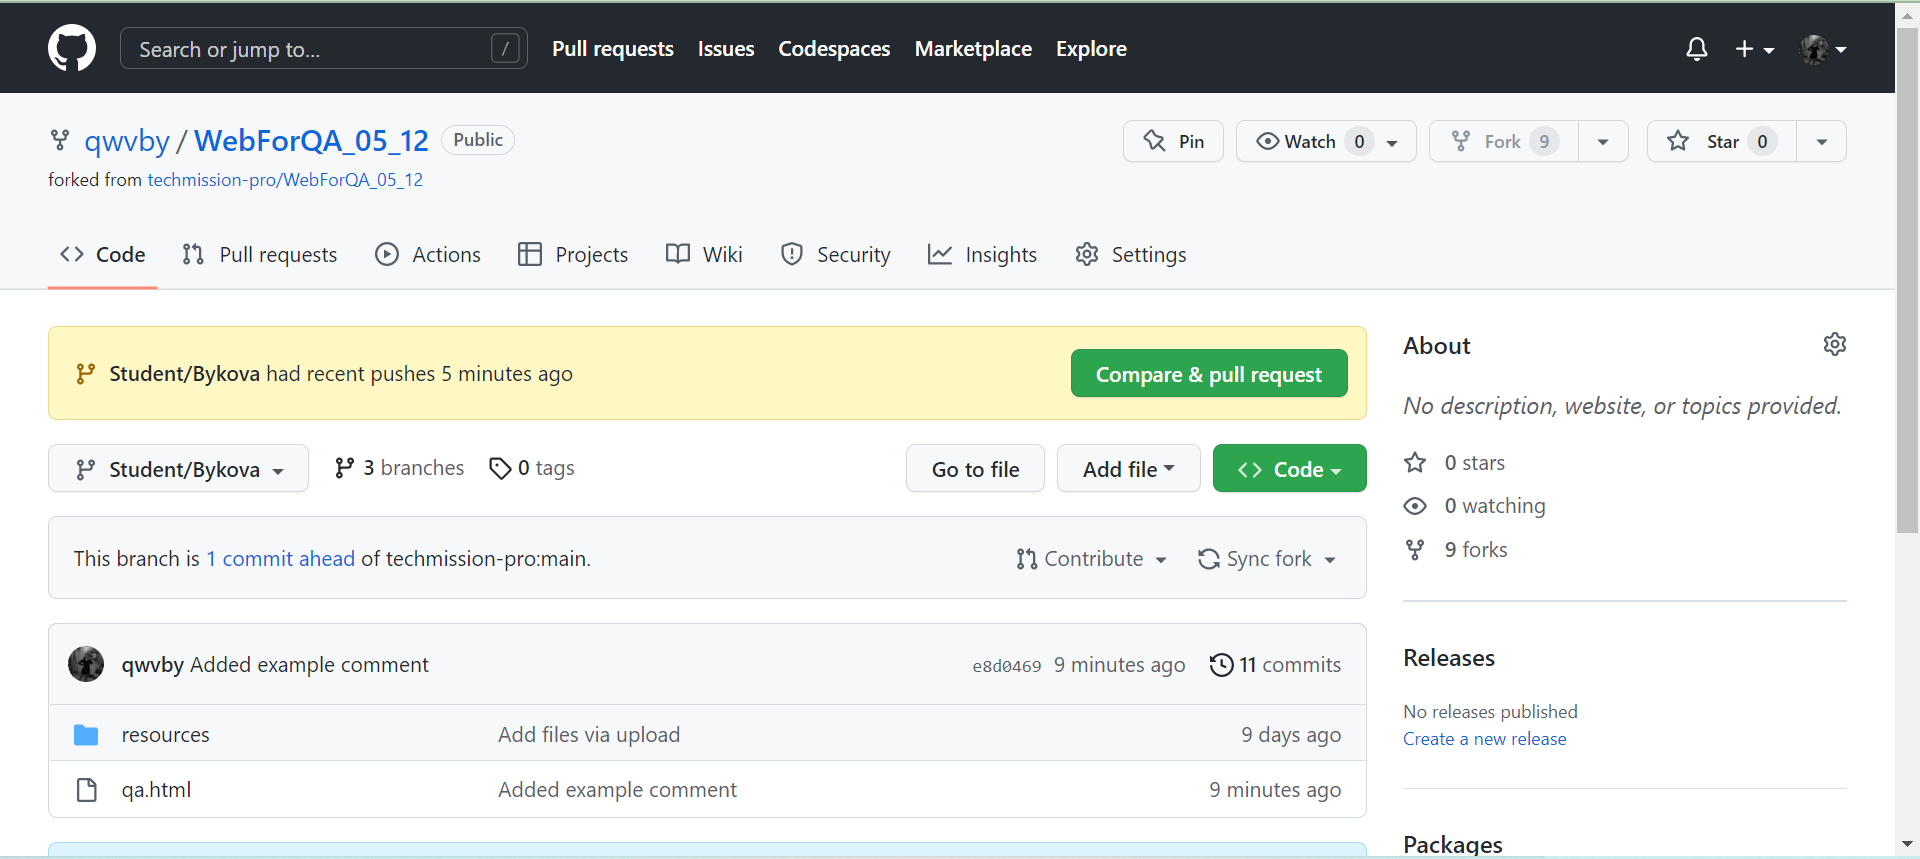 Search or jump to... /
Pull requests Issues Codespaces Marketplace Explore
qwvby / WebForQA_05_12 Public
Pin Watch 0 Fork 9 Star 0
forked from techmission-pro/WebForQA_05_12
Code Pull requests Actions Projects Wiki Security Insights Settings
Student/Bykova had recent pushes 5 minutes ago
Compare & pull request
Student/Bykova 3 branches 0 tags
Go to file Add file Code
This branch is 1 commit ahead of techmission-pro:main.
Contribute Sync fork
qwvby Added example comment e8d0469 9 minutes ago 11 commits
resources Add files via upload 9 days ago
qa.html Added example comment 9 minutes ago
About
No description, website, or topics provided.
0 stars
0 watching
9 forks
Releases
No releases published
Create a new release
Packages